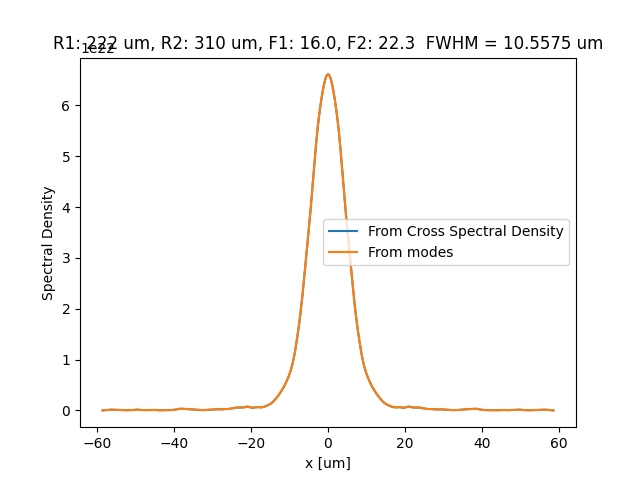 R1: 222 um, R2: 310 um, F1: 16.0, F2: 22.3  FWHM = 10.5575 um
1e22
6
5
4
3
2
1
0
Spectral Density
From Cross Spectral Density
From modes
−60 −40 −20 0 20 40 60
x [um]